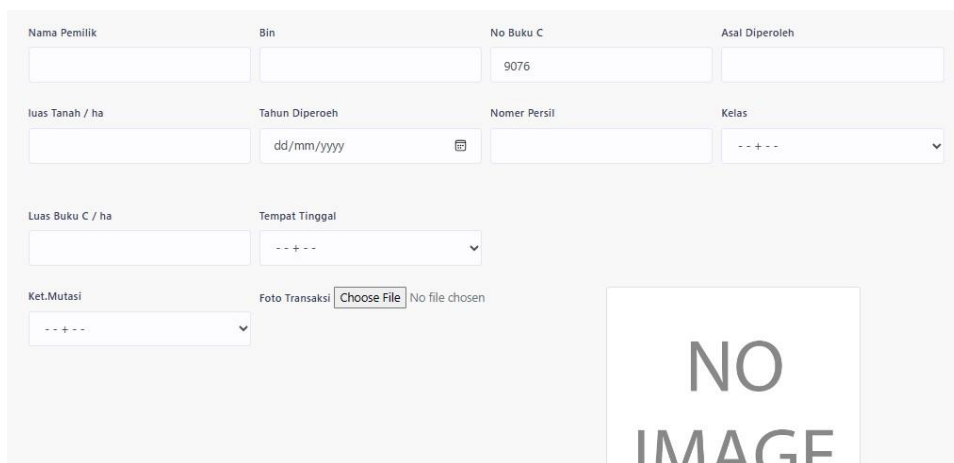 Nama Pemilik Bin No Buku C Asal Diperoleh
9076
luas Tanah / ha Tahun Diperoeh Nomer Persil Kelas
dd/mm/yyyy - - + - -
Luas Buku C / ha Tempat Tinggal
- - + - -
Ket.Mutasi Foto Transaksi Choose File No file chosen
- - + - -
NO
IMAGE